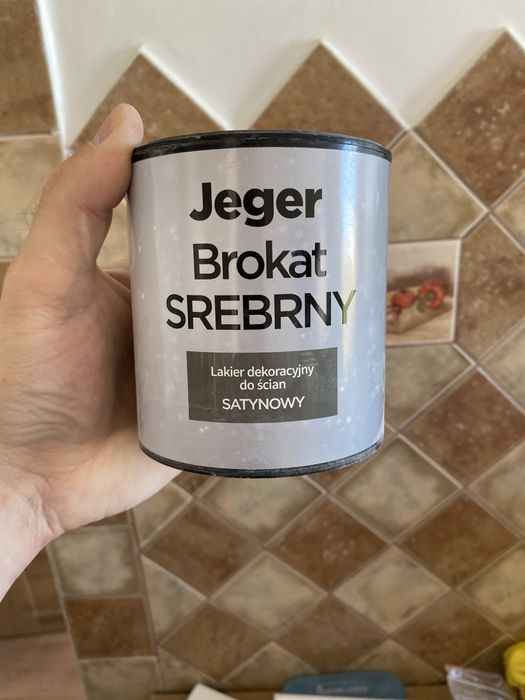 Jeger
Brokat
SREBRNY
Lakier dekoracyjny
do ścian
SATYNOWY